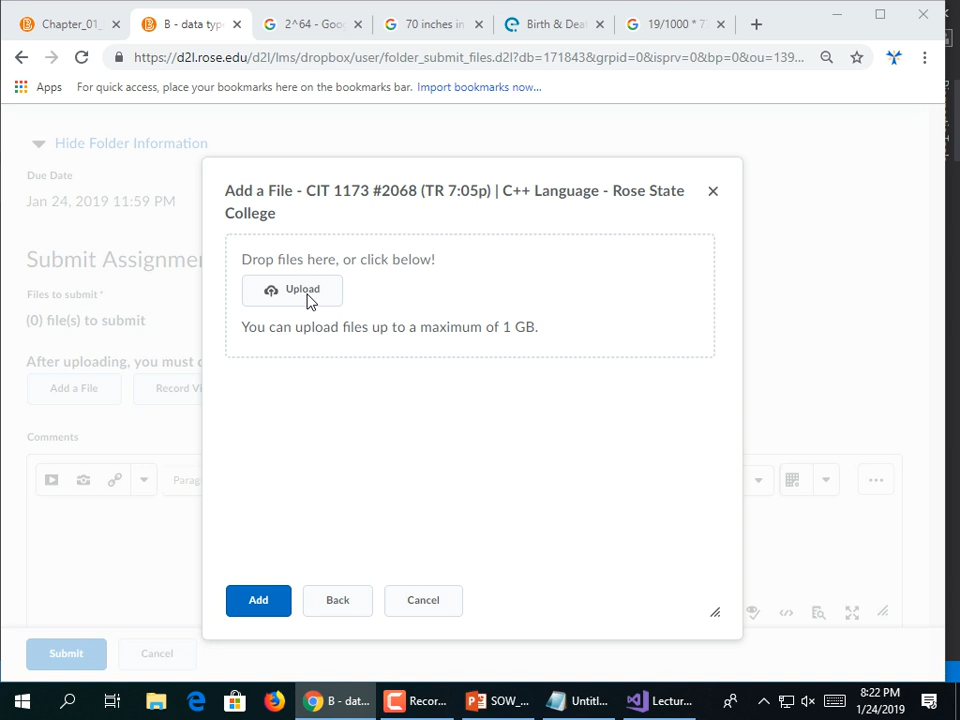 Chapter_01_
B - data typ
2^64 - Goo
70 inches in
Birth & Dea
19/1000 * 7
https://d2l.rose.edu/d2l/lms/dropbox/user/folder_submit_files.d2l?db=171843&grpid=0&isprv=0&bp=0&ou=139...
Apps
For quick access, place your bookmarks here on the bookmarks bar. Import bookmarks now...
Hide Folder Information
Due Date
Jan 24, 2019 11:59 PM
Submit Assignme
Files to submit *
(0) file(s) to submit
After uploading, you must c
Add a File
Record Vi
Comments
Parag
Add a File - CIT 1173 #2068 (TR 7:05p) | C++ Language - Rose State
College
Drop files here, or click below!
Upload
You can upload files up to a maximum of 1 GB.
Add
Back
Cancel
Submit
Cancel
B - dat...
Recor...
SOW_...
Untitl...
Lectur...
8:22 PM
1/24/2019